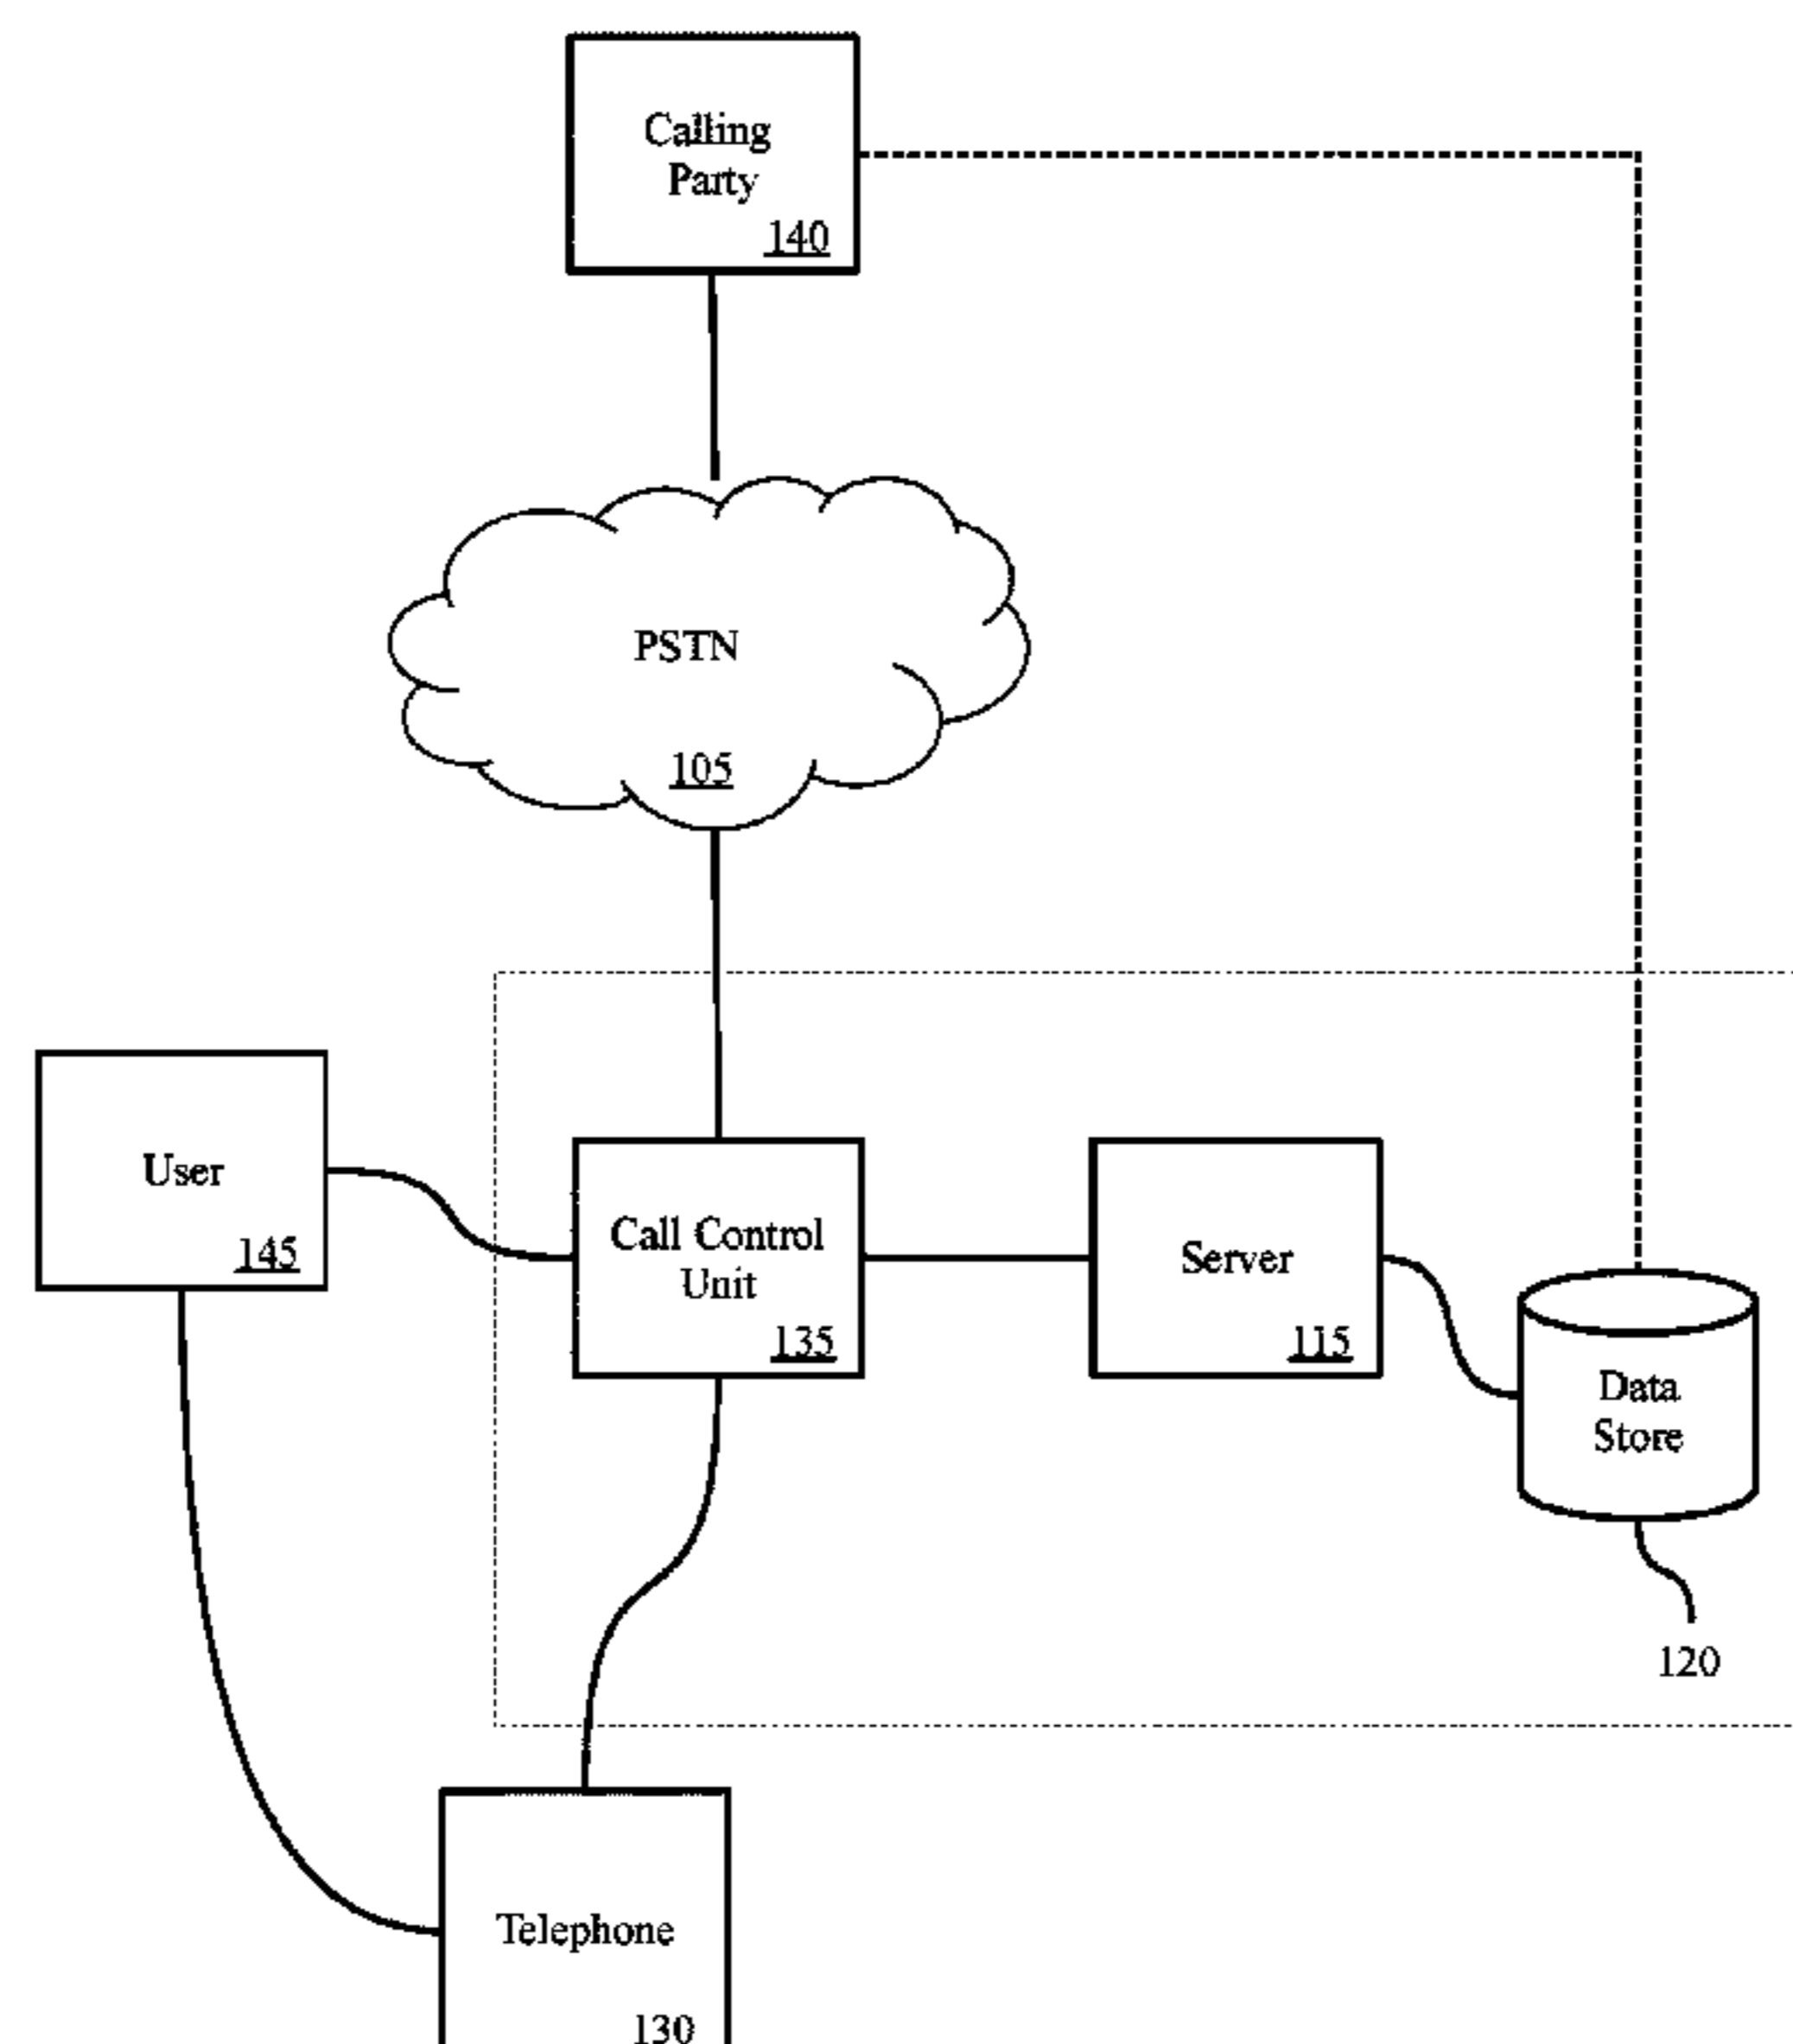 Calling
Party
140
PSTN
105
User
145
Call Control
Unit
135
Server
115
Data
Store
120
Telephone
130